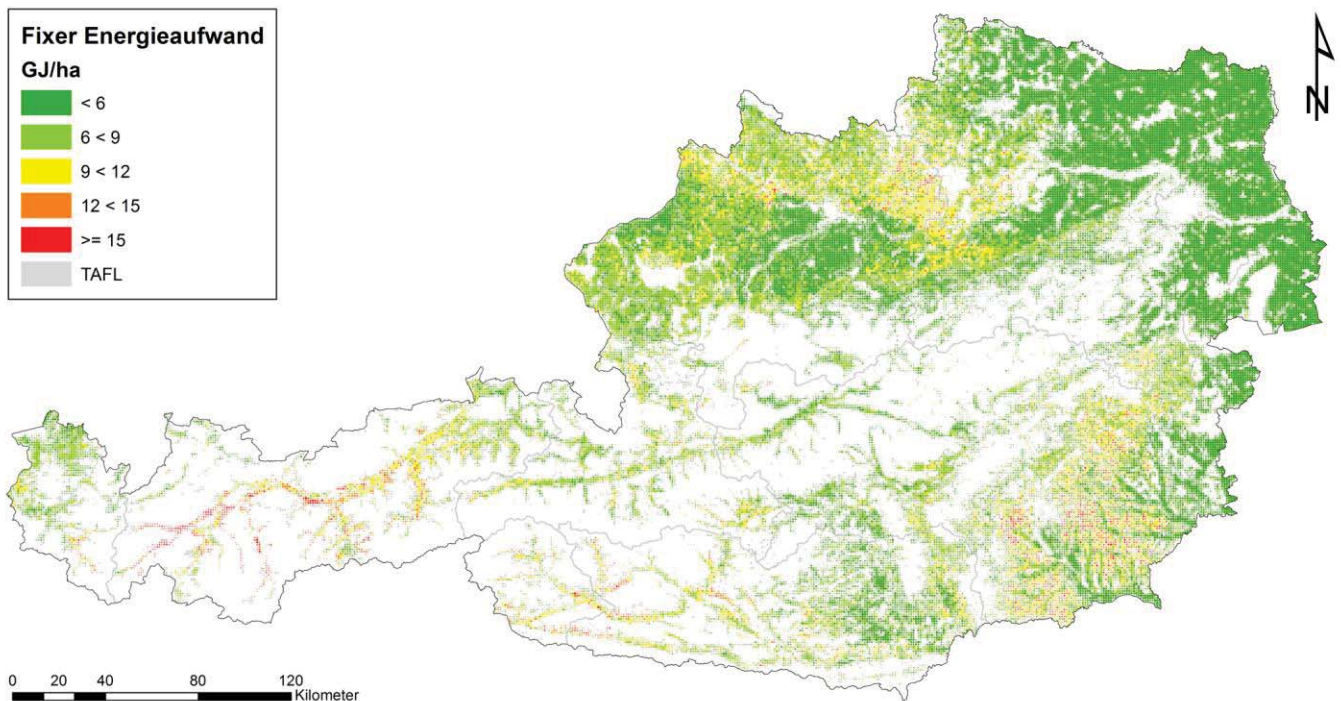 Fixer Energieaufwand
GJ/ha
< 6
6 < 9
9 < 12
12 < 15
>= 15
TAFL
N
0 20 40 80 120
Kilometer